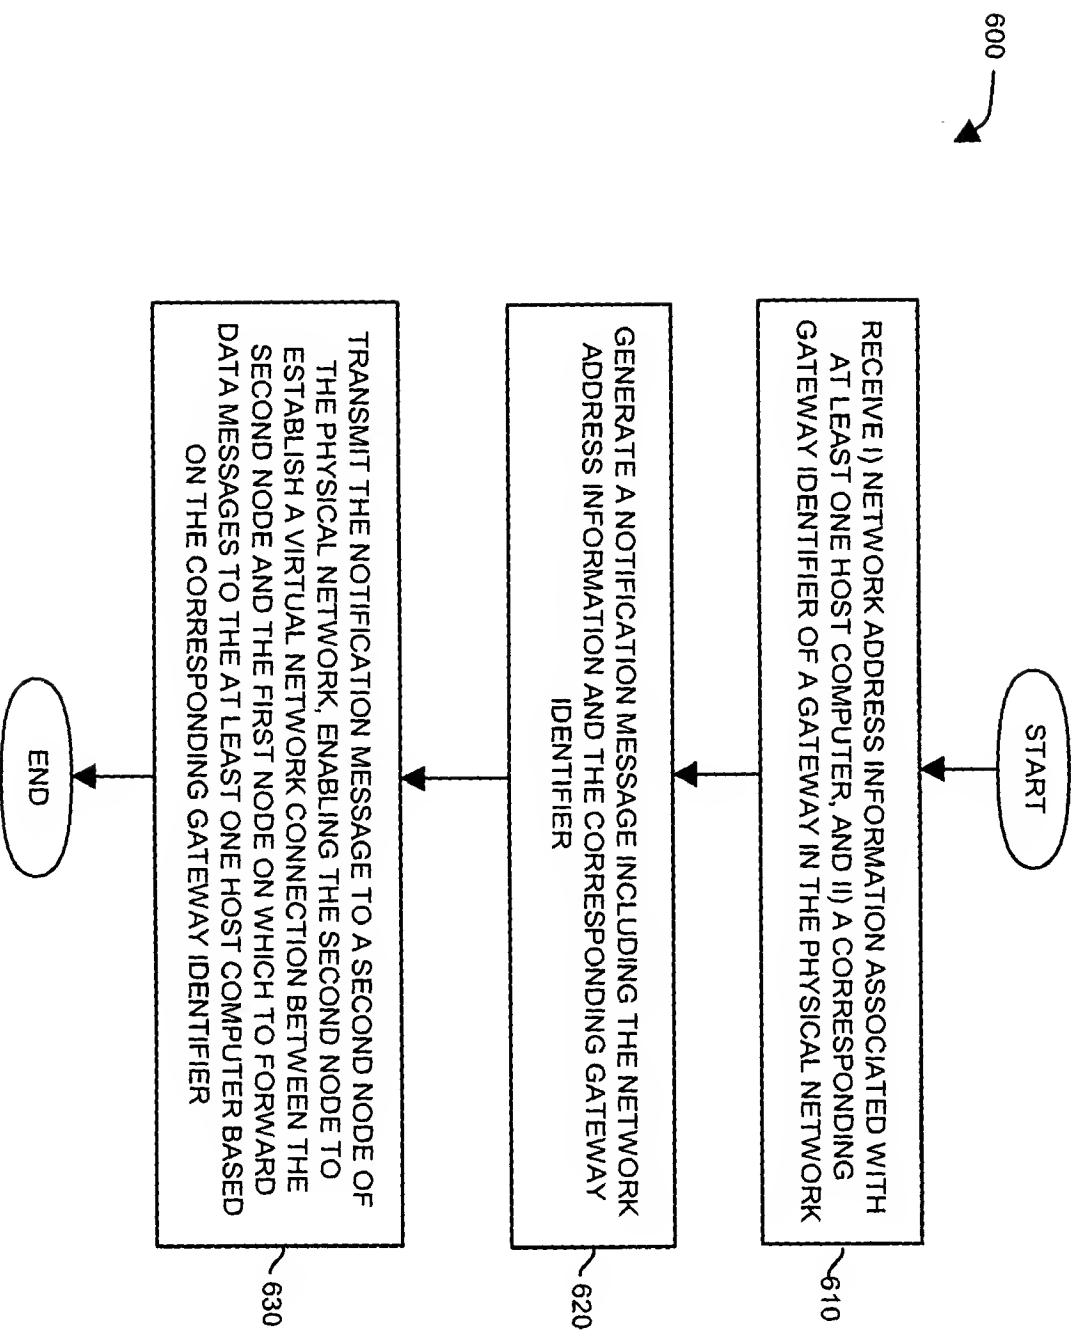 600
START
RECEIVE I) NETWORK ADDRESS INFORMATION ASSOCIATED WITH
AT LEAST ONE HOST COMPUTER, AND II) A CORRESPONDING
GATEWAY IDENTIFIER OF A GATEWAY IN THE PHYSICAL NETWORK
610
GENERATE A NOTIFICATION MESSAGE INCLUDING THE NETWORK
ADDRESS INFORMATION AND THE CORRESPONDING GATEWAY
IDENTIFIER
620
TRANSMIT THE NOTIFICATION MESSAGE TO A SECOND NODE OF
THE PHYSICAL NETWORK, ENABLING THE SECOND NODE TO
ESTABLISH A VIRTUAL NETWORK CONNECTION BETWEEN THE
SECOND NODE AND THE FIRST NODE ON WHICH TO FORWARD
DATA MESSAGES TO THE AT LEAST ONE HOST COMPUTER BASED
ON THE CORRESPONDING GATEWAY IDENTIFIER
630
END